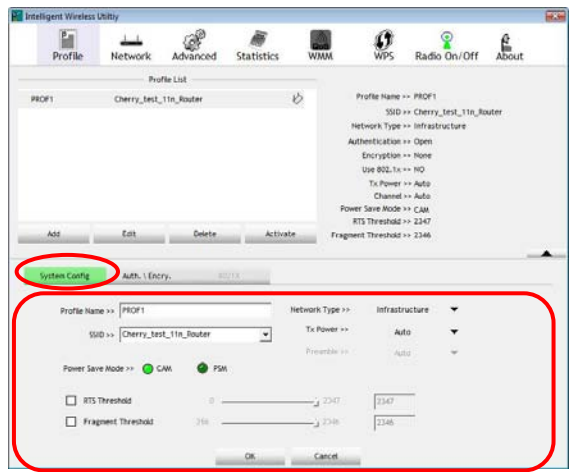 Intelligent Wireless Utiltiy
Profile Network Advanced Statistics WMM WPS Radio On/Off About
Profile List
PROF1 Cherry_test_11n_Router
Profile Name >> PROF1
SSID >> Cherry_test_11n_Router
Network Type >> Infrastructure
Authentication >> Open
Encryption >> None
Use 802.1x >> NO
Tx Power >> Auto
Channel >> Auto
Power Save Mode >> CAM
RTS Threshold >> 2347
Fragment Threshold >> 2346
Add Edit Delete Activate
System Config Auth. \ Encry. 8021X
Profile Name >> PROF1 Network Type >> Infrastructure
SSID >> Cherry_test_11n_Router Tx Power >> Auto
Preamble >> Auto
Power Save Mode >> CAM PSM
RTS Threshold 0 2347 2347
Fragment Threshold 256 2346 2346
OK Cancel